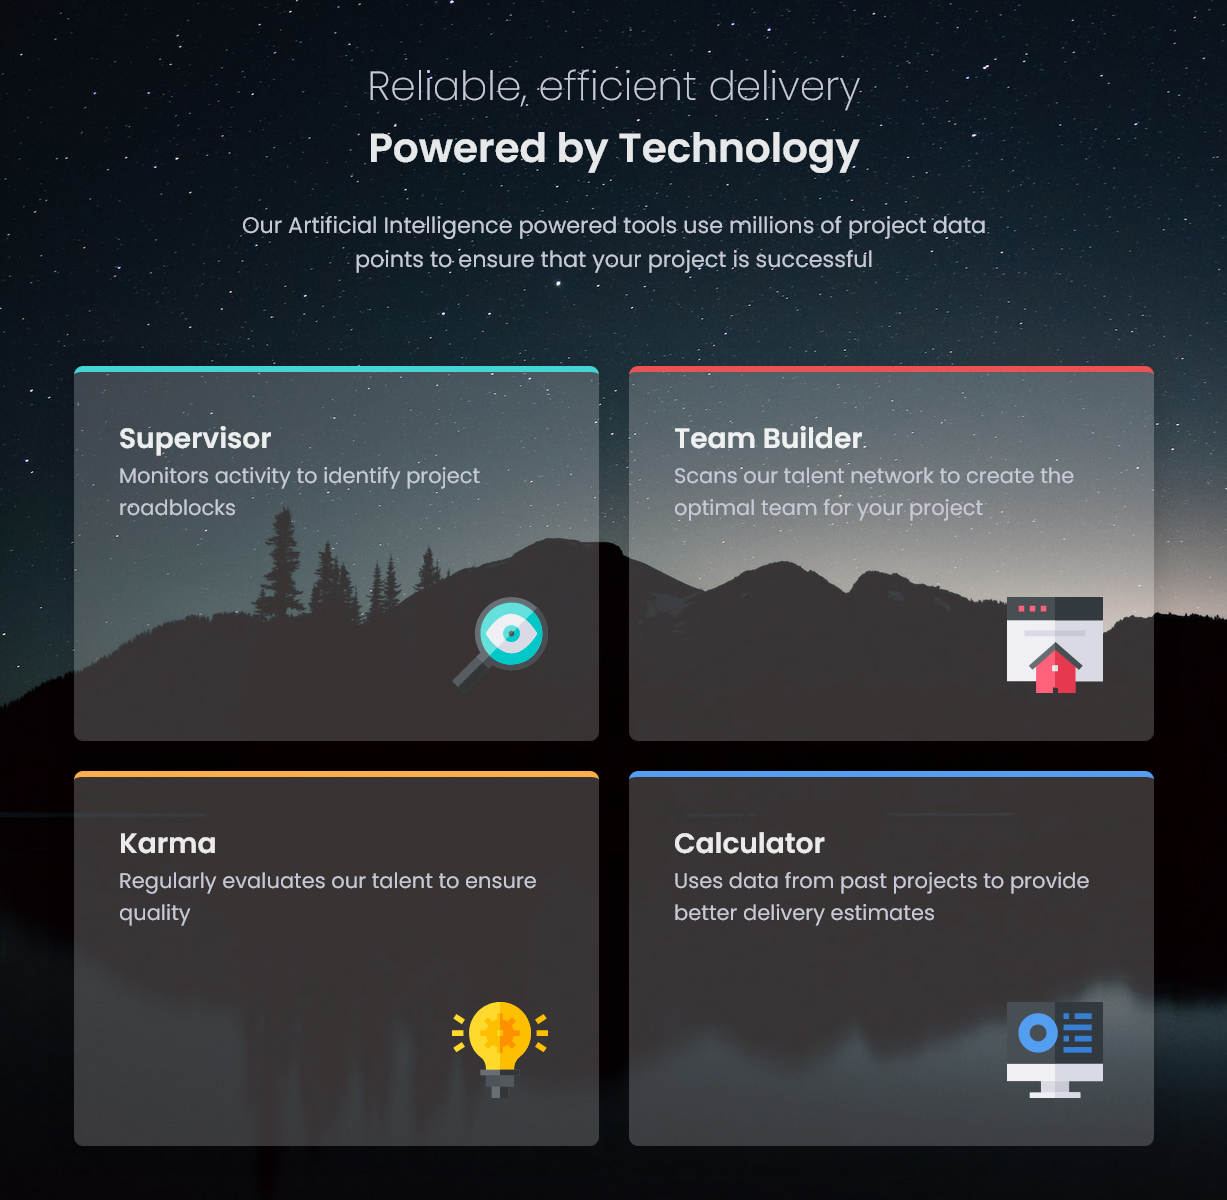 Reliable, efficient delivery
Powered by Technology
Our Artificial Intelligence powered tools use millions of project data
points to ensure that your project is successful
Supervisor
Monitors activity to identify project
roadblocks
Team Builder
Scans our talent network to create the
optimal team for your project
Karma
Regularly evaluates our talent to ensure
quality
Calculator
Uses data from past projects to provide
better delivery estimates